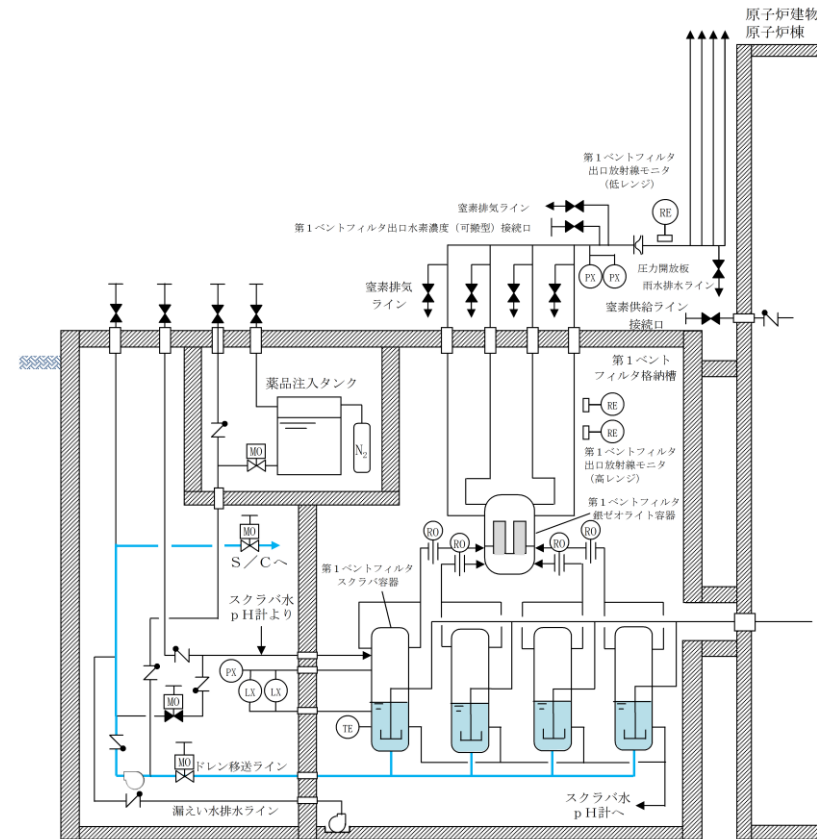 原子炉建物
原子炉棟
第１ベントフィルタ
出口放射線モニタ
（低レンジ）
RE
窒素排気ライン
第１ベントフィルタ出口水素濃度（可搬型）接続口
PX
PX
圧力開放板
雨水排水ライン
窒素排気
ライン
窒素供給ライン
接続口
第１ベント
フィルタ格納槽
薬品注入タンク
RE
RE
MO
N₂
第１ベントフィルタ
出口放射線モニタ
（高レンジ）
第１ベントフィルタ
銀ゼオライト容器
MO
RO
RO
RO
RO
S／Cへ
第１ベントフィルタ
スクラバ容器
スクラバ水
pH計より
PX
LX
LX
MO
TE
MO
ドレン移送ライン
漏えい水排水ライン
スクラバ水
pH計へ